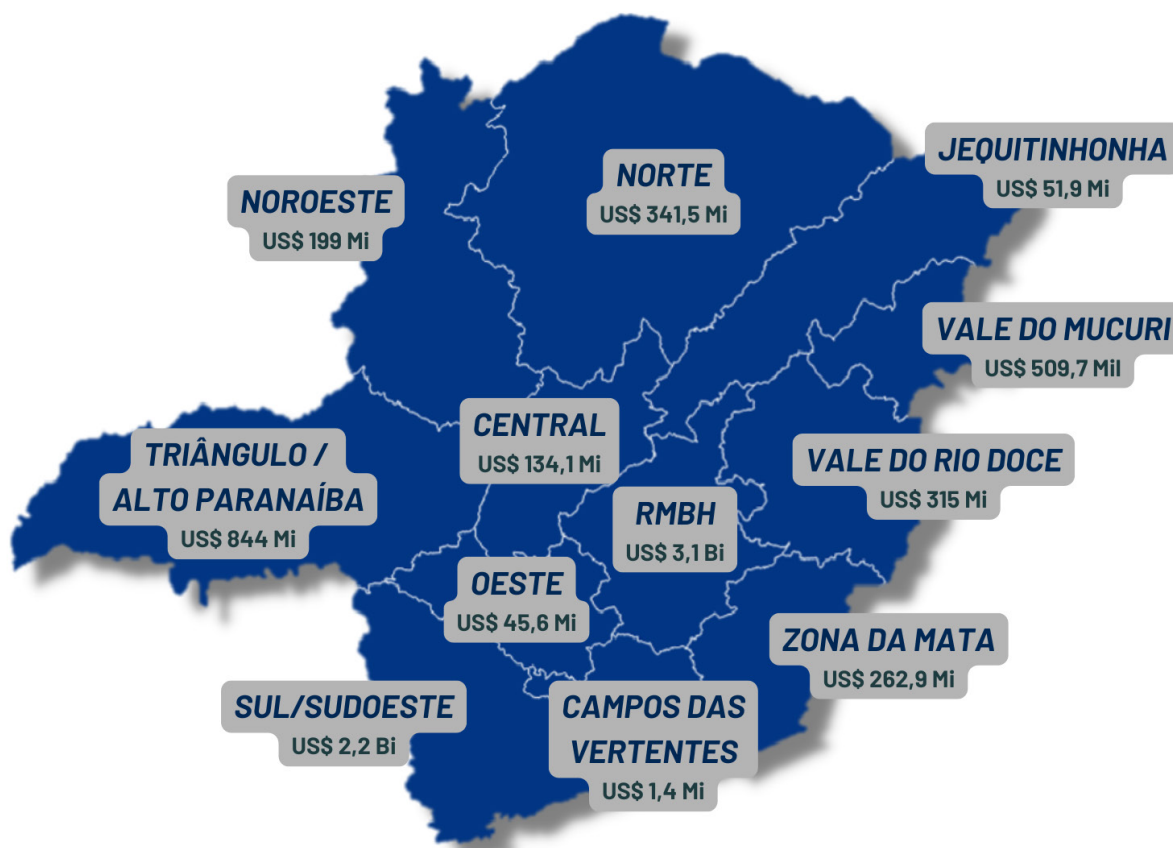 JEQUITINHONHA
US$ 51,9 Mi
NORTE
US$ 341,5 Mi
NOROESTE
US$ 199 Mi
VALE DO MUCURI
US$ 509,7 Mil
CENTRAL
US$ 134,1 Mi
TRIÂNGULO /
ALTO PARANAÍBA
US$ 844 Mi
VALE DO RIO DOCE
US$ 315 Mi
RMBH
US$ 3,1 Bi
OESTE
US$ 45,6 Mi
ZONA DA MATA
US$ 262,9 Mi
SUL/SUDOESTE
US$ 2,2 Bi
CAMPOS DAS
VERTENTES
US$ 1,4 Mi